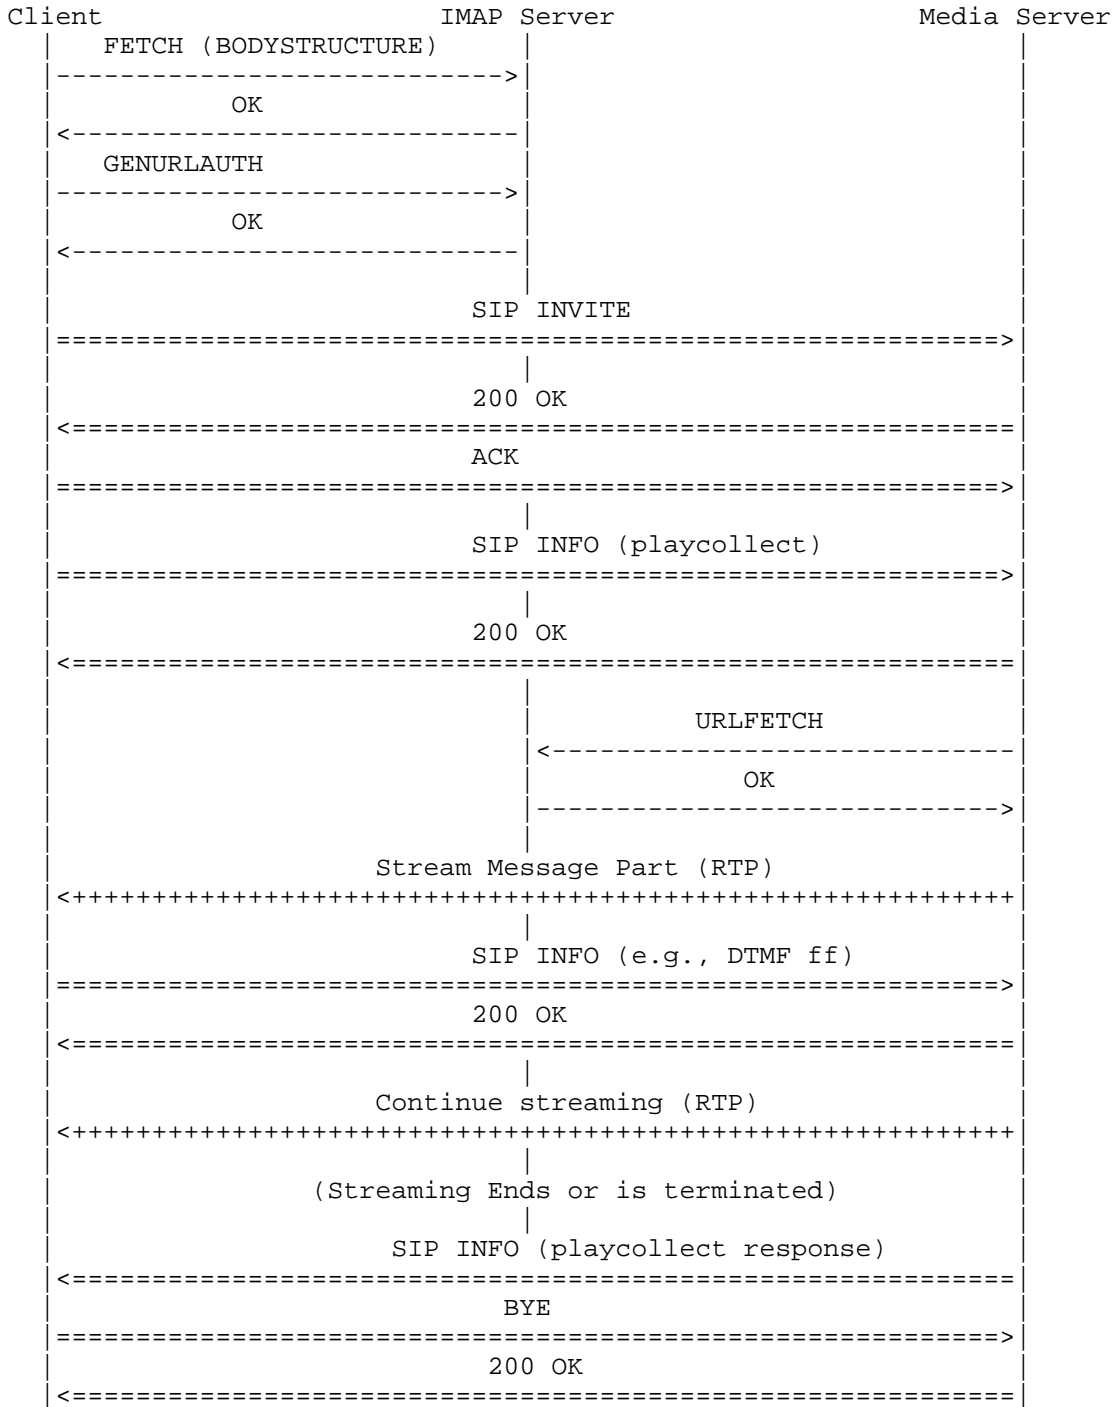 Client IMAP Server Media Server
FETCH (BODYSTRUCTURE)
OK
GENURLAUTH
OK
SIP INVITE
200 OK
ACK
SIP INFO (playcollect)
200 OK
URLFETCH
OK
Stream Message Part (RTP)
SIP INFO (e.g., DTMF ff)
200 OK
Continue streaming (RTP)
(Streaming Ends or is terminated)
SIP INFO (playcollect response)
BYE
200 OK